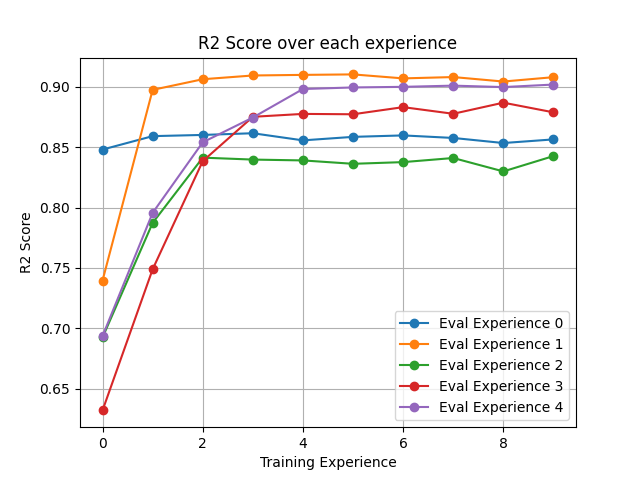 R2 Score over each experience
R2 Score
0.90
0.85
0.80
0.75
0.70
0.65
0 2 4 6 8
Training Experience
Eval Experience 0
Eval Experience 1
Eval Experience 2
Eval Experience 3
Eval Experience 4